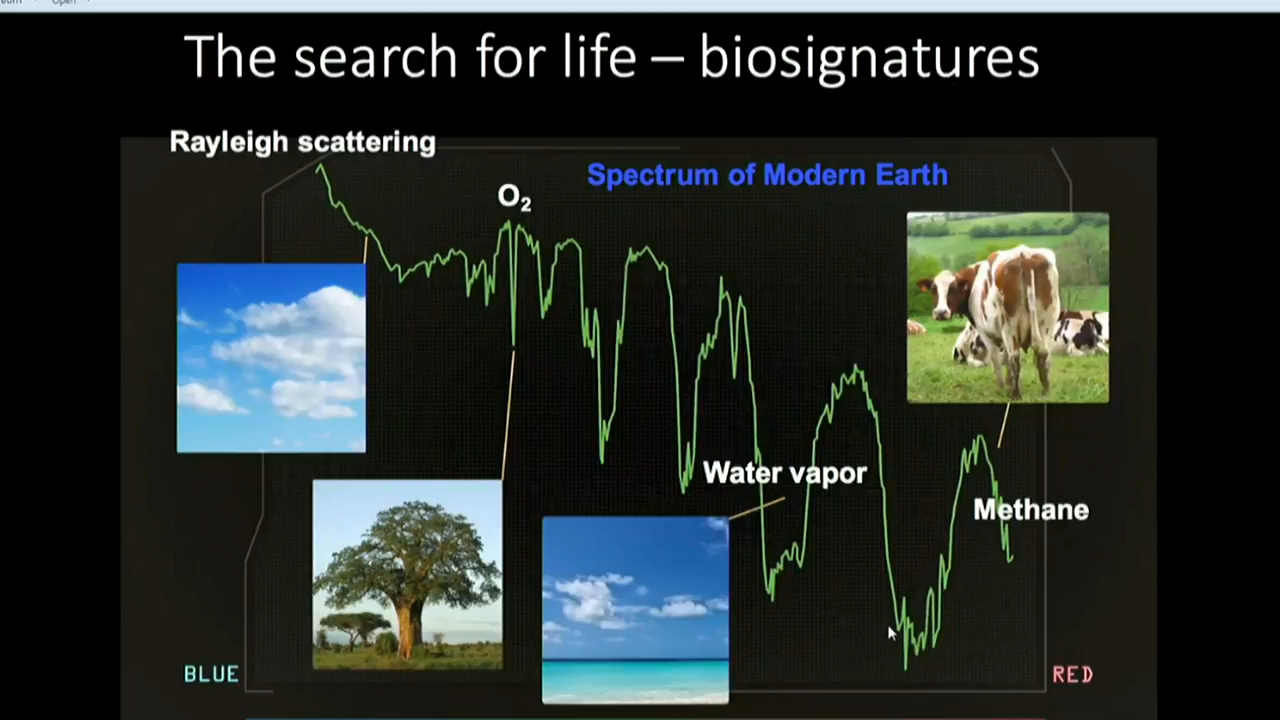 The search for life – biosignatures
Rayleigh scattering
Spectrum of Modern Earth
O₂
Water vapor
Methane
BLUE
RED